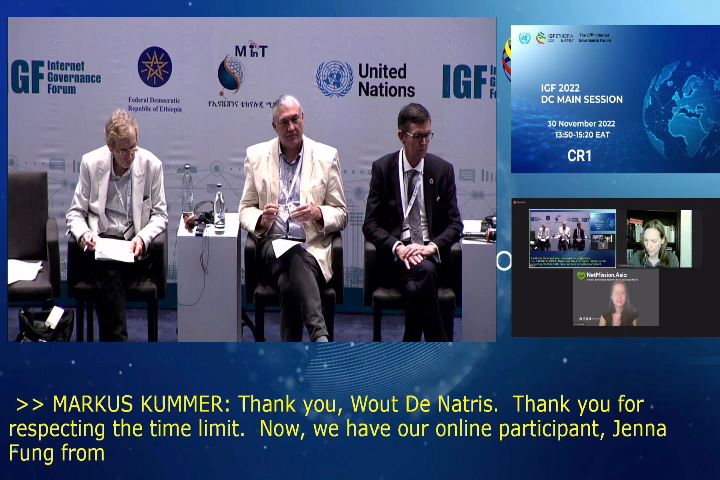 IGF Internet
Governance
Forum
Federal Democratic
Republic of Ethiopia
MinT
United
Nations
IGF
IGF 2022
DC MAIN SESSION
30 November 2022
13:50-15:20 EAT
CR1
NetMission.Asia
>> MARKUS KUMMER: Thank you, Wout De Natris. Thank you for
respecting the time limit. Now, we have our online participant, Jenna
Fung from